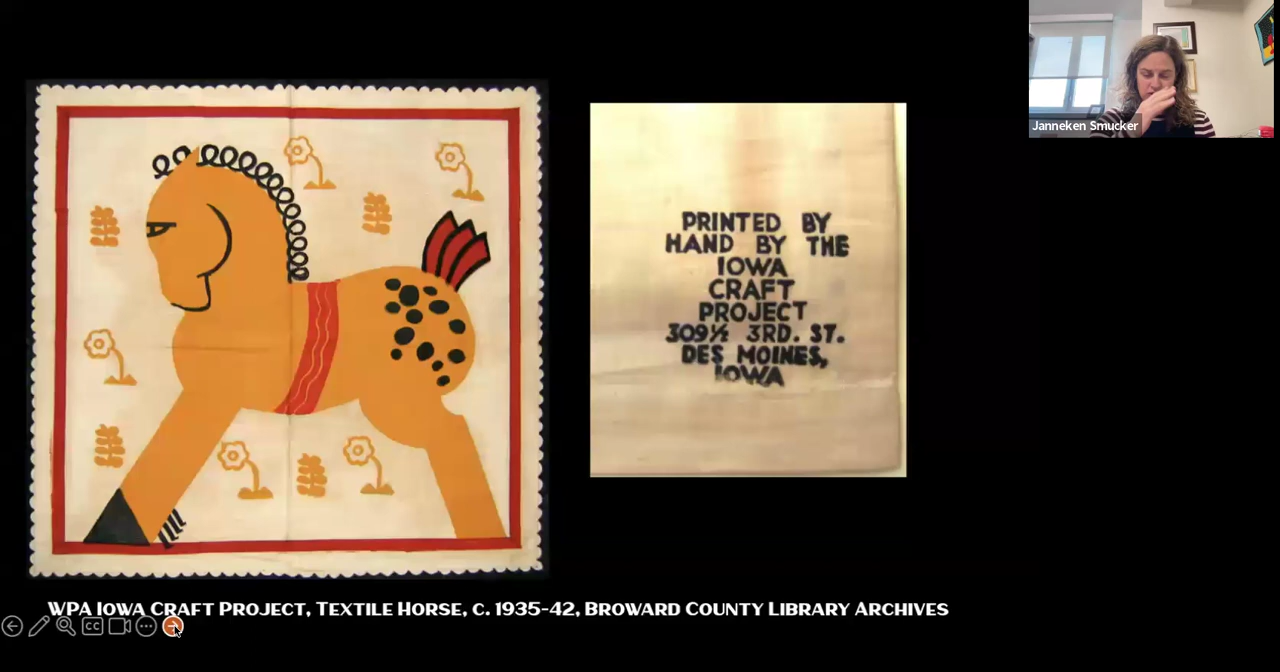 Janneken Smucker
PRINTED BY
HAND BY THE
IOWA
CRAFT
PROJECT
309½ 3RD. ST.
DES MOINES,
IOWA
WPA Iowa Craft Project, Textile Horse, c. 1935-42, Broward County Library Archives
CC